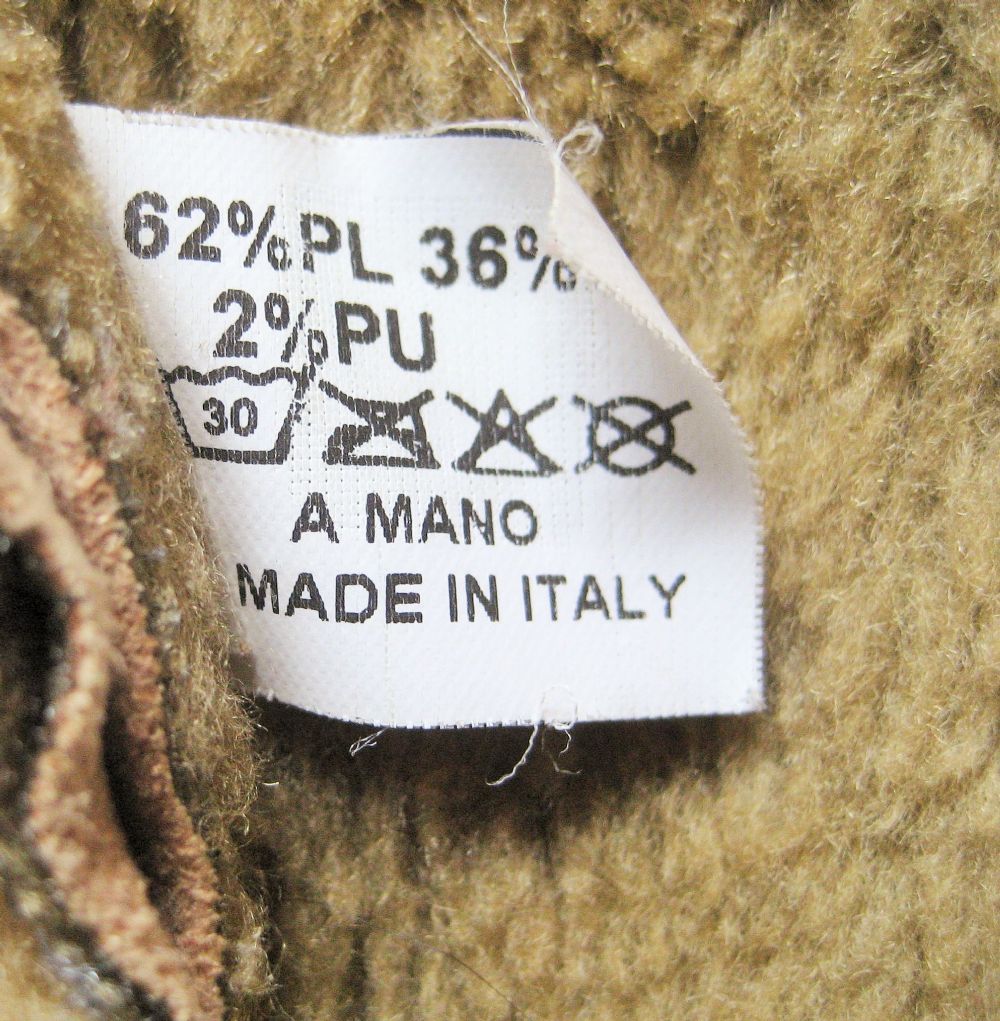 62%PL 36%
2%PU
30
A MANO
MADE IN ITALY